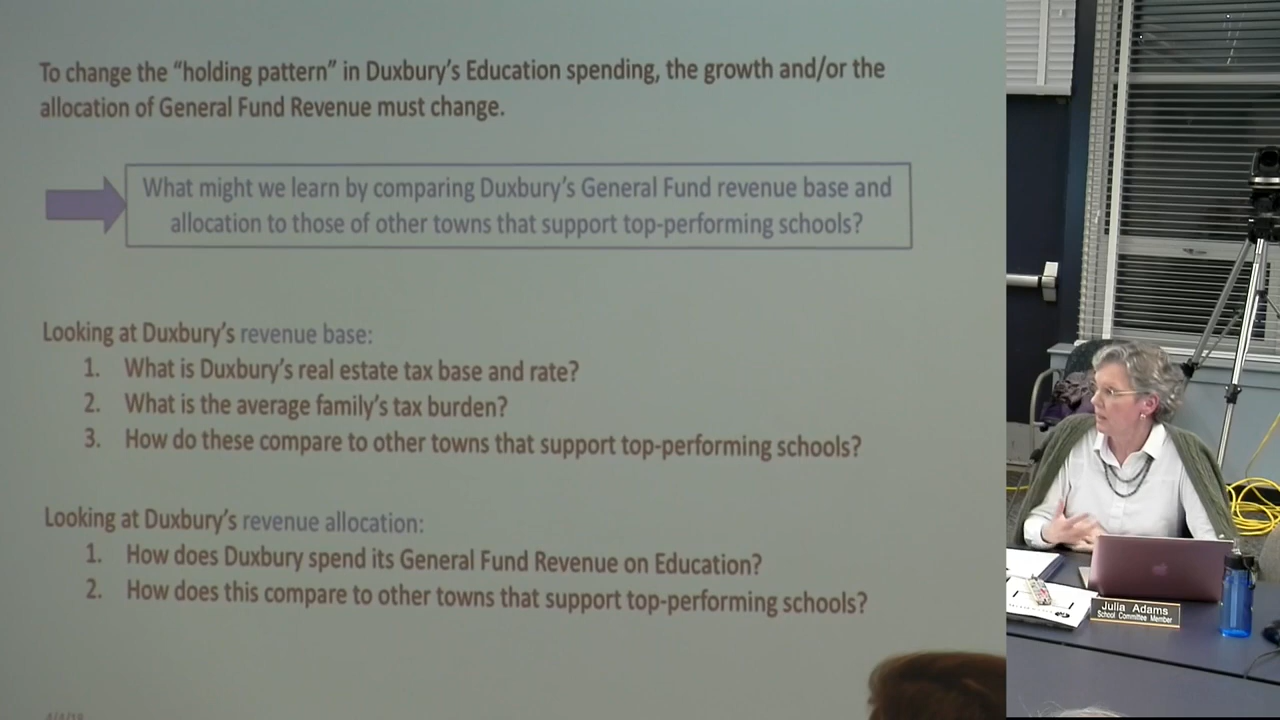 To change the “holding pattern” in Duxbury’s Education spending, the growth and/or the
allocation of General Fund Revenue must change.
What might we learn by comparing Duxbury’s General Fund revenue base and
allocation to those of other towns that support top-performing schools?
Looking at Duxbury’s revenue base:
1. What is Duxbury’s real estate tax base and rate?
2. What is the average family’s tax burden?
3. How do these compare to other towns that support top-performing schools?
Looking at Duxbury’s revenue allocation:
1. How does Duxbury spend its General Fund Revenue on Education?
2. How does this compare to other towns that support top-performing schools?
Julia Adams
School Committee Member